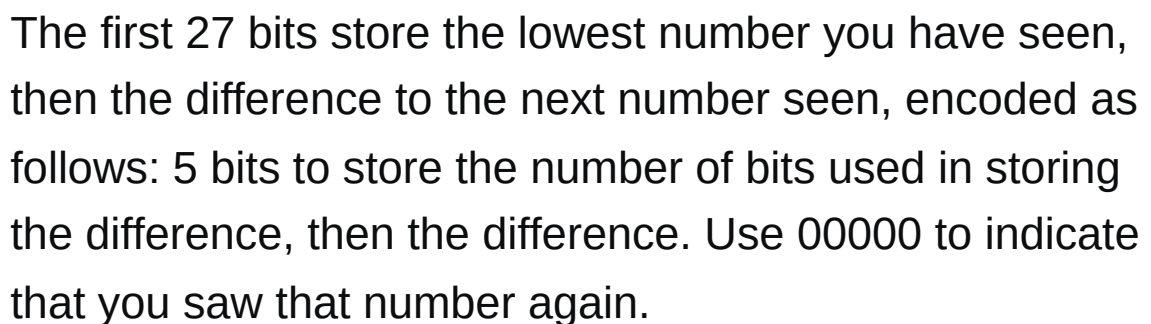 The first 27 bits store the lowest number you have seen,
then the difference to the next number seen, encoded as
follows: 5 bits to store the number of bits used in storing
the difference, then the difference. Use 00000 to indicate
that you saw that number again.